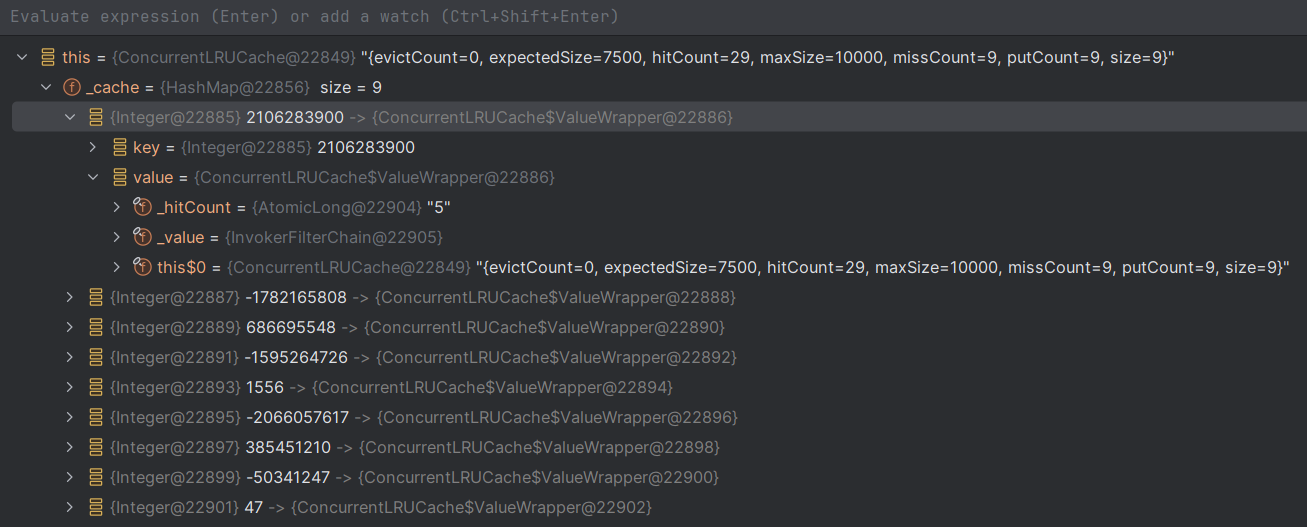 Evaluate expression (Enter) or add a watch (Ctrl+Shift+Enter)
this = {ConcurrentLRUCache@22849} "{evictCount=0, expectedSize=7500, hitCount=29, maxSize=10000, missCount=9, putCount=9, size=9}"
_cache = {HashMap@22856} size = 9
{Integer@22885} 2106283900 -> {ConcurrentLRUCache$ValueWrapper@22886}
key = {Integer@22885} 2106283900
value = {ConcurrentLRUCache$ValueWrapper@22886}
_hitCount = {AtomicLong@22904} "5"
_value = {InvokerFilterChain@22905}
this$0 = {ConcurrentLRUCache@22849} "{evictCount=0, expectedSize=7500, hitCount=29, maxSize=10000, missCount=9, putCount=9, size=9}"
{Integer@22887} -1782165808 -> {ConcurrentLRUCache$ValueWrapper@22888}
{Integer@22889} 686695548 -> {ConcurrentLRUCache$ValueWrapper@22890}
{Integer@22891} -1595264726 -> {ConcurrentLRUCache$ValueWrapper@22892}
{Integer@22893} 1556 -> {ConcurrentLRUCache$ValueWrapper@22894}
{Integer@22895} -2066057617 -> {ConcurrentLRUCache$ValueWrapper@22896}
{Integer@22897} 385451210 -> {ConcurrentLRUCache$ValueWrapper@22898}
{Integer@22899} -50341247 -> {ConcurrentLRUCache$ValueWrapper@22900}
{Integer@22901} 47 -> {ConcurrentLRUCache$ValueWrapper@22902}